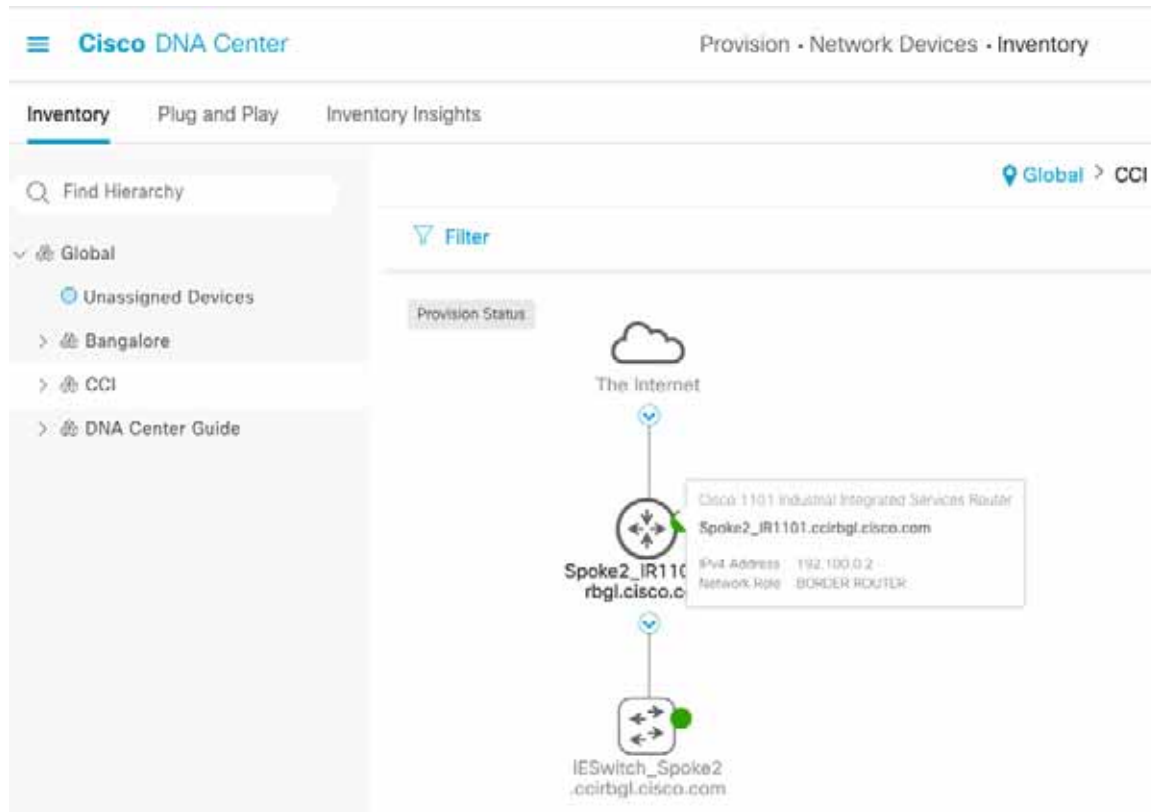 Cisco DNA Center
Provision · Network Devices · Inventory
Inventory Plug and Play Inventory Insights
Find Hierarchy
Global > CCI
Filter
Global
Unassigned Devices
Bangalore
CCI
DNA Center Guide
Provision Status
The Internet
Cisco 1101 Industrial Integrated Services Router
Spoke2_IR1101.ccirbgl.cisco.com
IPv4 Address 192.100.0.2
Network Role BORDER ROUTER
Spoke2_IR110
rbgl.cisco.c
IESwitch_Spoke2
.ccirbgl.cisco.com